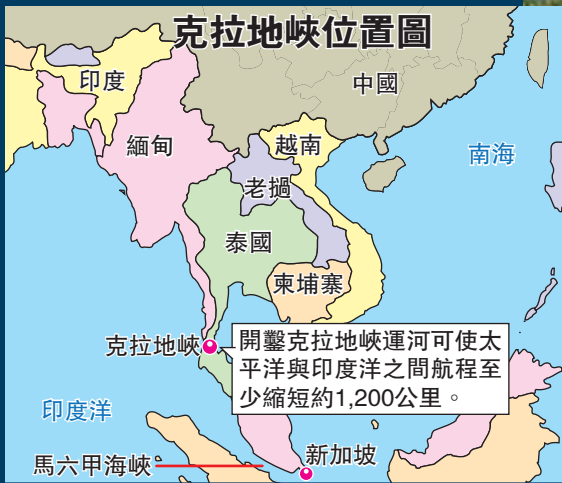 克拉地峽位置圖
中國
印度
緬甸
越南
南海
老撾
泰國
柬埔寨
克拉地峽
開鑿克拉地峽運河可使太
平洋與印度洋之間航程至
少縮短約1,200公里。
印度洋
馬六甲海峽
新加坡